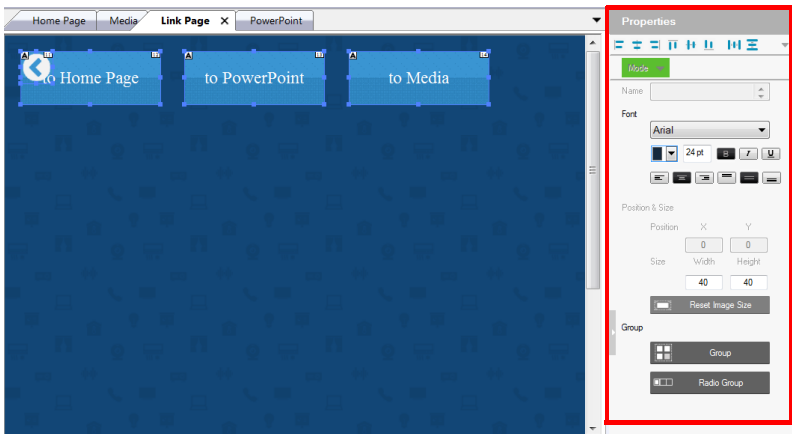 Home Page Media Link Page X PowerPoint
Properties
to Home Page to PowerPoint to Media
Mode
Name
Font
Arial
24 pt B I U
Position & Size
Position X Y
0 0
Size Width Height
40 40
Reset Image Size
Group
Group
Radio Group